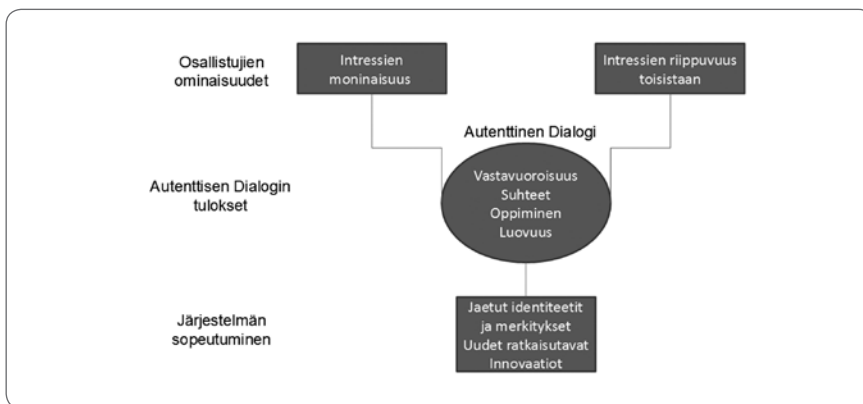 Osallistujien
ominaisuudet
Intressien
moninaisuus
Intressien riippuvuus
toisistaan
Autenttinen Dialogi
Autenttisen Dialogin
tulokset
Vastavuoroisuus
Suhteet
Oppiminen
Luovuus
Järjestelmän
sopeutuminen
Jaetut identiteetit
ja merkitykset
Uudet ratkaisutavat
Innovaatiot